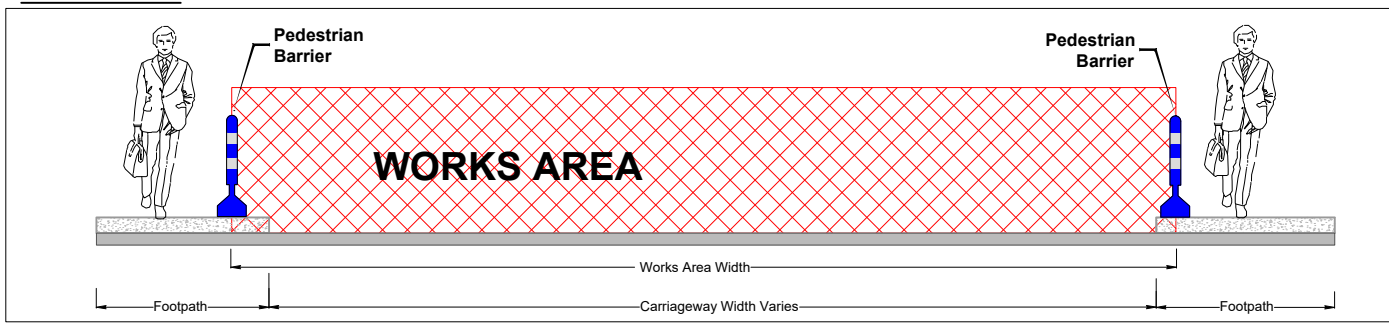 Pedestrian
Barrier
Pedestrian
Barrier
WORKS AREA
Works Area Width
Footpath
Carriageway Width Varies
Footpath